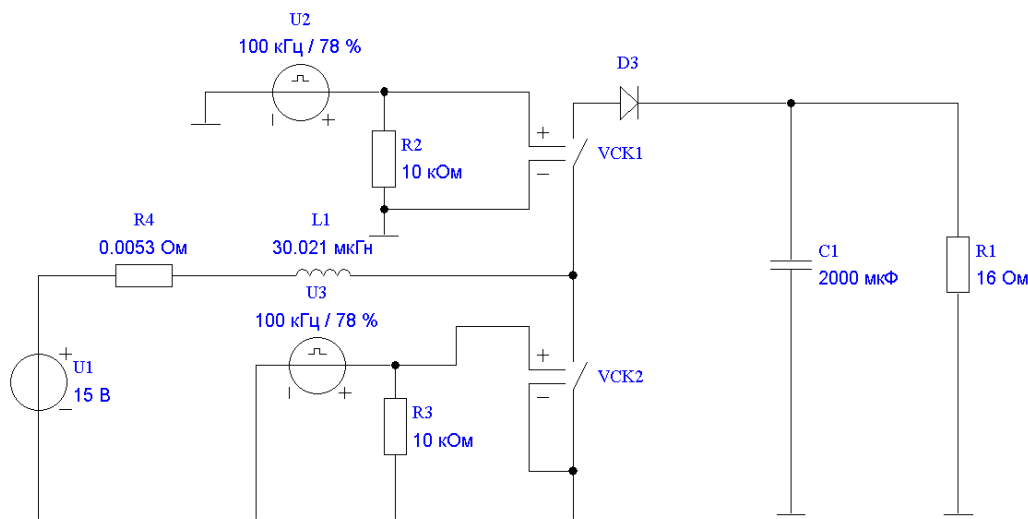 U2
100 кГц / 78 %
D3
R2
10 кОм
VCK1
R4
0.0053 Ом
L1
30.021 мкГн
C1
2000 мкФ
R1
16 Ом
U3
100 кГц / 78 %
U1
15 В
VCK2
R3
10 кОм